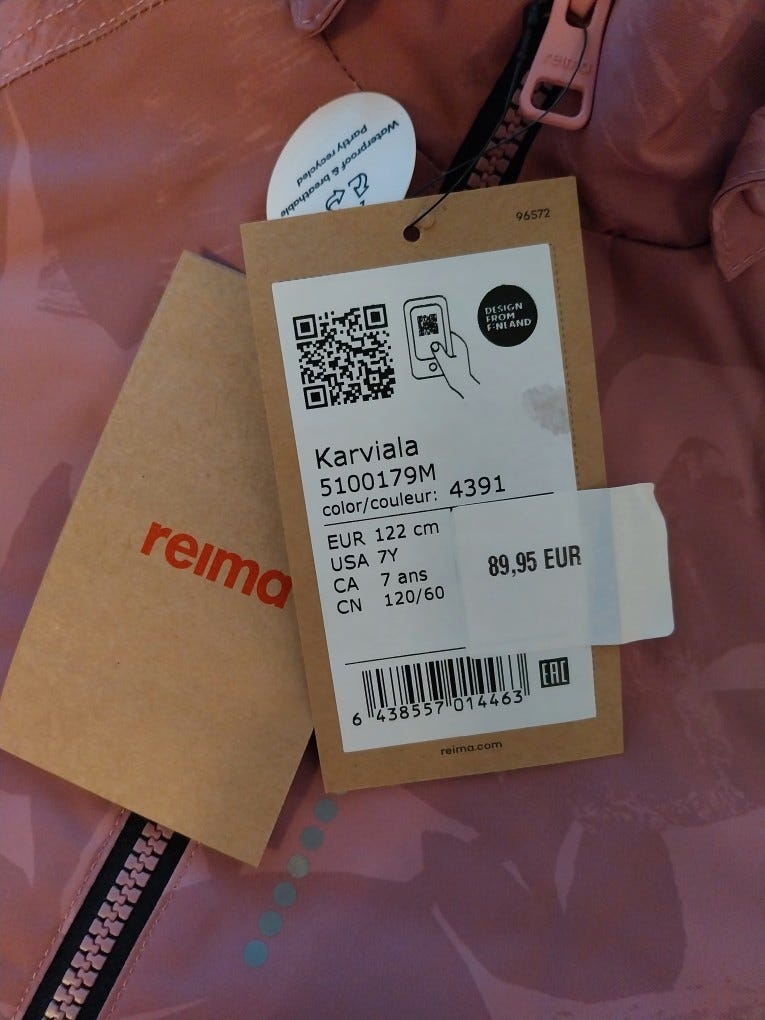 reima
Waterproof & breathable
Partly recycled
96572
DESIGN
FROM
FINLAND
Karviala
5100179M
color/couleur: 4391
EUR 122 cm
USA 7Y
CA 7 ans
CN 120/60
89,95 EUR
reima
6 438557 014463
EAC
reima.com